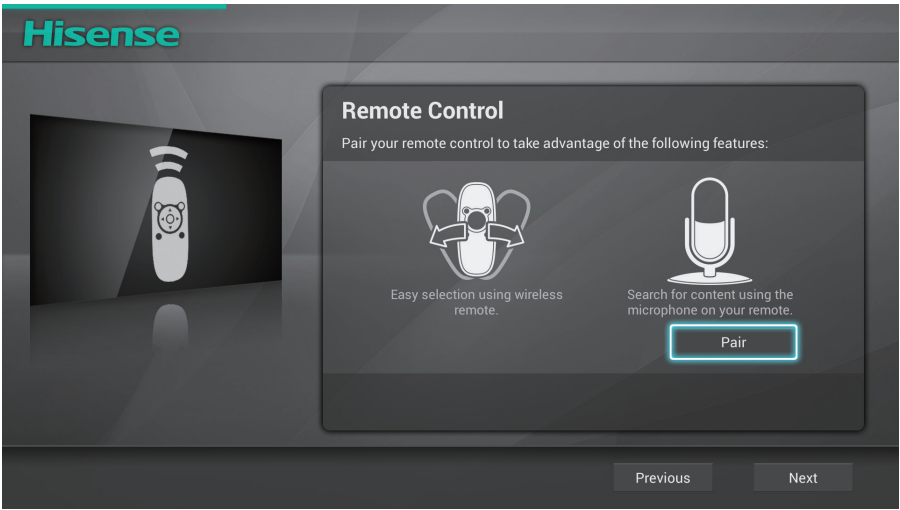 Hisense
Remote Control
Pair your remote control to take advantage of the following features:
Easy selection using wireless
remote.
Search for content using the
microphone on your remote.
Pair
Previous
Next